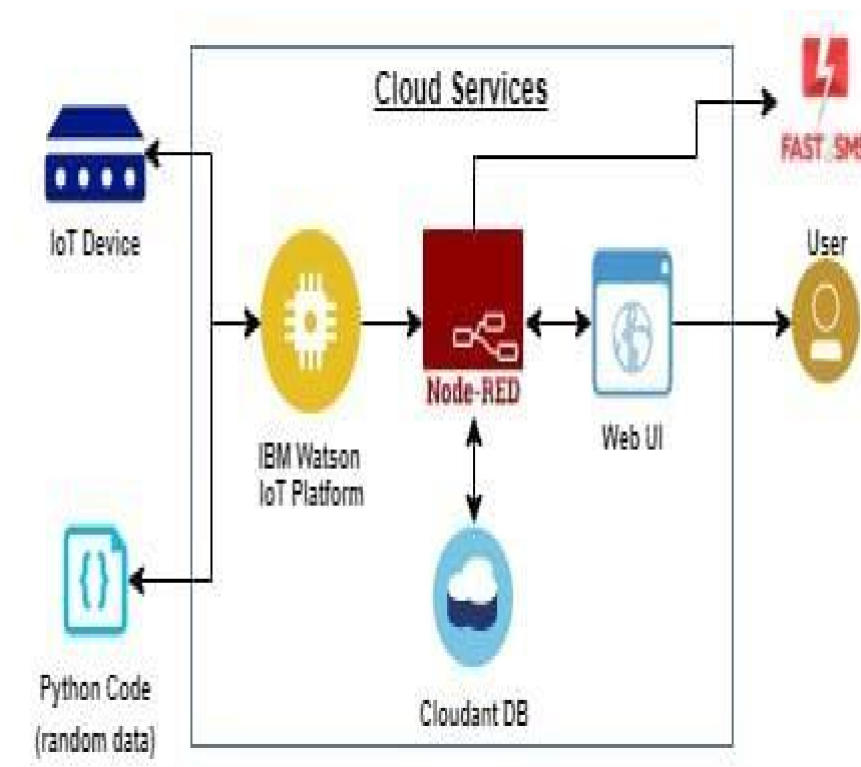 Cloud Services
FAST2SMS
IoT Device
User
Node-RED
IBM Watson
IoT Platform
Web UI
Python Code
(random data)
Cloudant DB